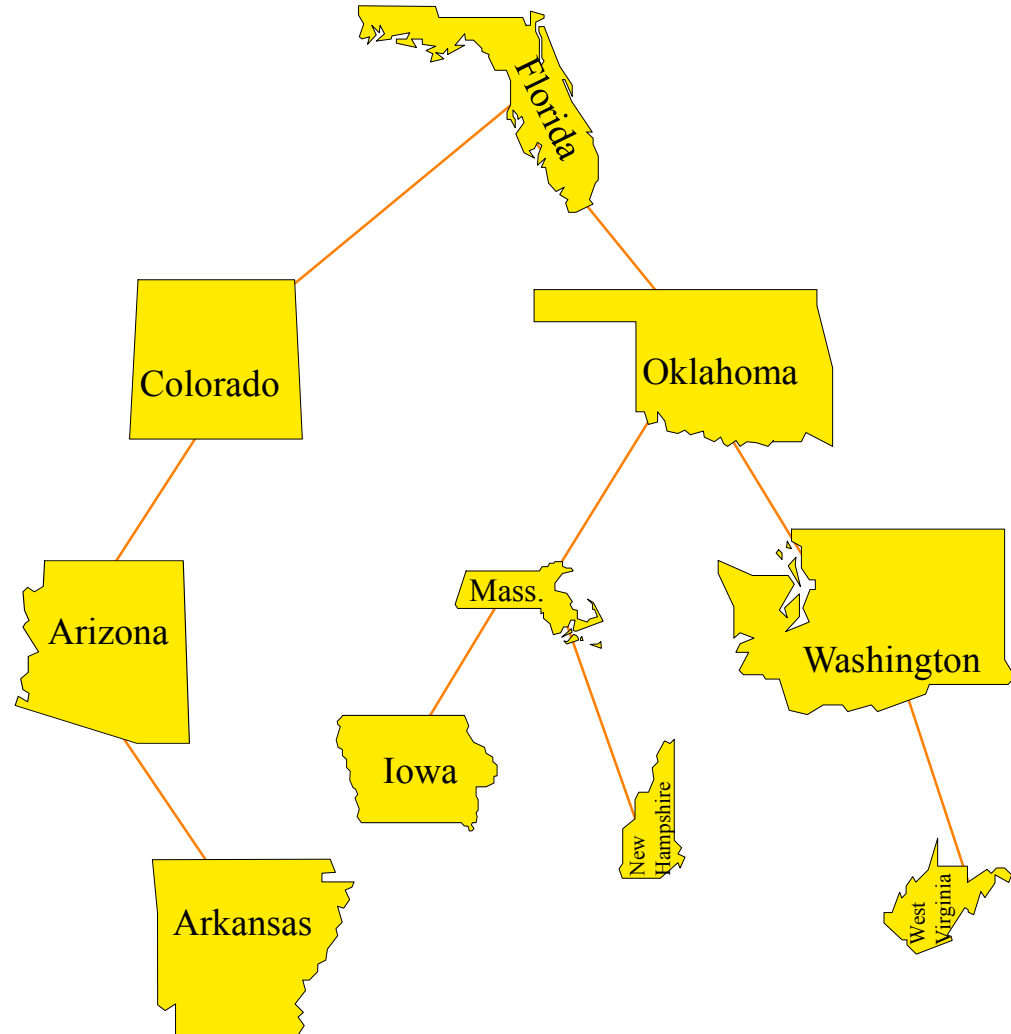 Florida
Colorado
Oklahoma
Arizona
Mass.
Washington
Iowa
New
Hampshire
Arkansas
West
Virginia